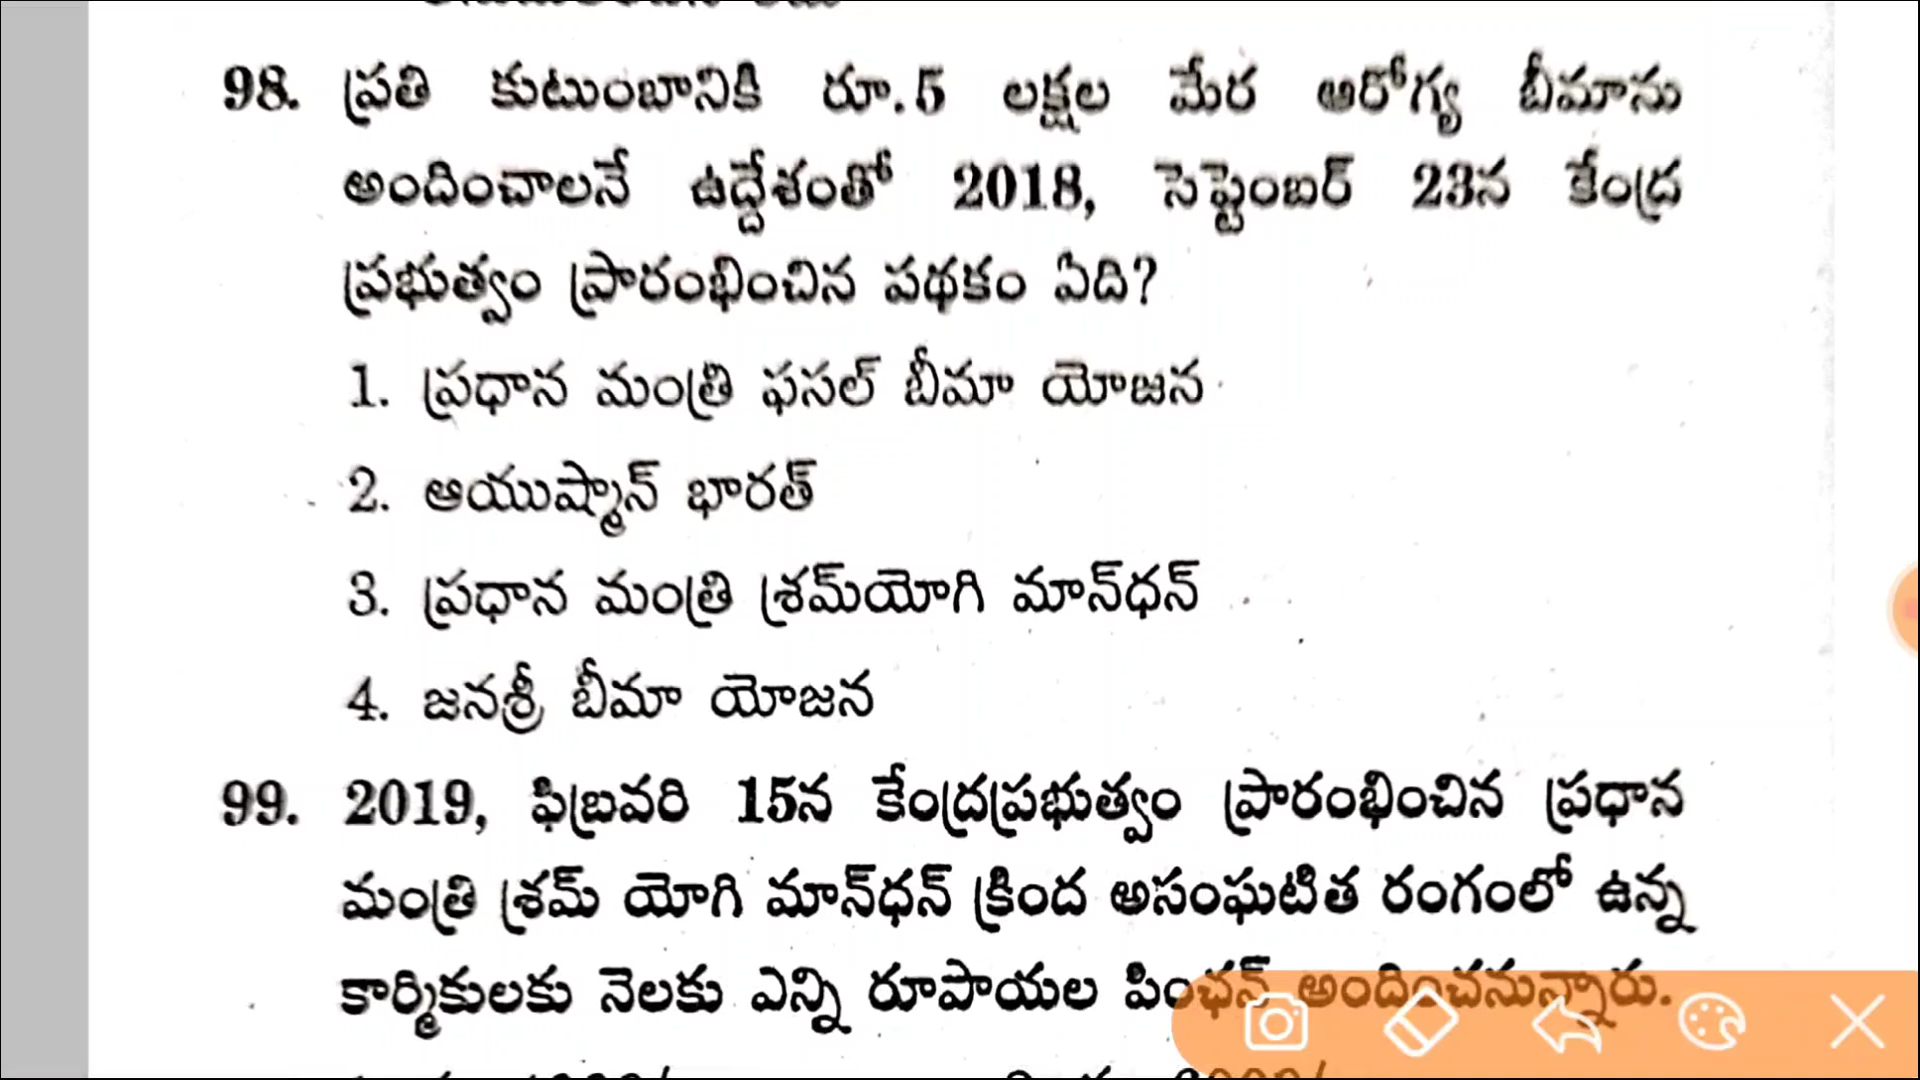 98. ప్రతి కుటుంబానికి రూ.5 లక్షల మేర ఆరోగ్య బీమాను
అందించాలనే ఉద్దేశంతో 2018, సెప్టెంబర్ 23న కేంద్ర
ప్రభుత్వం ప్రారంభించిన పథకం ఏది?
1. ప్రధాన మంత్రి ఫసల్ బీమా యోజన
2. ఆయుష్మాన్ భారత్
3. ప్రధాన మంత్రి శ్రమ్‌యోగి మాన్‌ధన్
4. జనశ్రీ బీమా యోజన
99. 2019, ఫిబ్రవరి 15న కేంద్రప్రభుత్వం ప్రారంభించిన ప్రధాన
మంత్రి శ్రమ్ యోగి మాన్‌ధన్ క్రింద అసంఘటిత రంగంలో ఉన్న
కార్మికులకు నెలకు ఎన్ని రూపాయల పింఛన్ అందించనున్నారు.